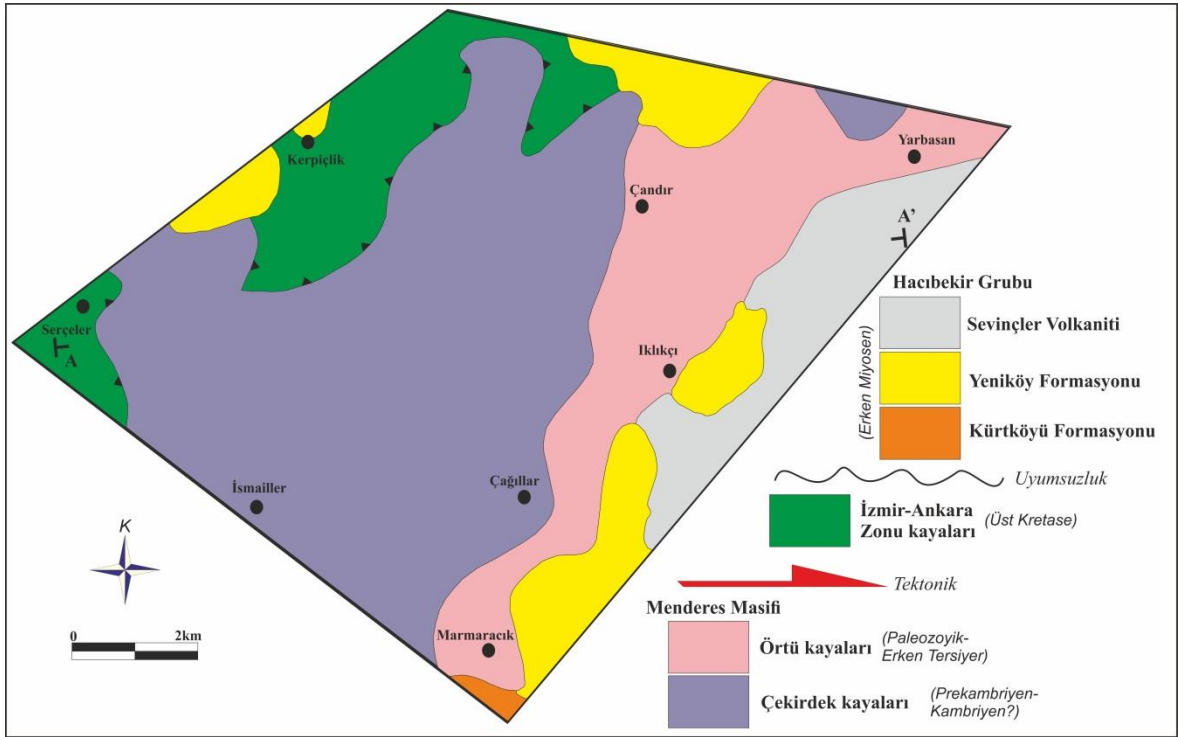 Kerpiçlik
Yarbasan
Çandır
A'
Serçeler
A
Iklıkçı
İsmailler
Çağıllar
Marmaracık
K
0 2km
Hacıbekir Grubu
(Erken Miyosen)
Sevinçler Volkaniti
Yeniköy Formasyonu
Kürtköyü Formasyonu
Uyumsuzluk
İzmir-Ankara
Zonu kayaları
(Üst Kretase)
Tektonik
Menderes Masifi
Örtü kayaları
(Paleozoyik-
Erken Tersiyer)
Çekirdek kayaları
(Prekambriyen-
Kambriyen?)